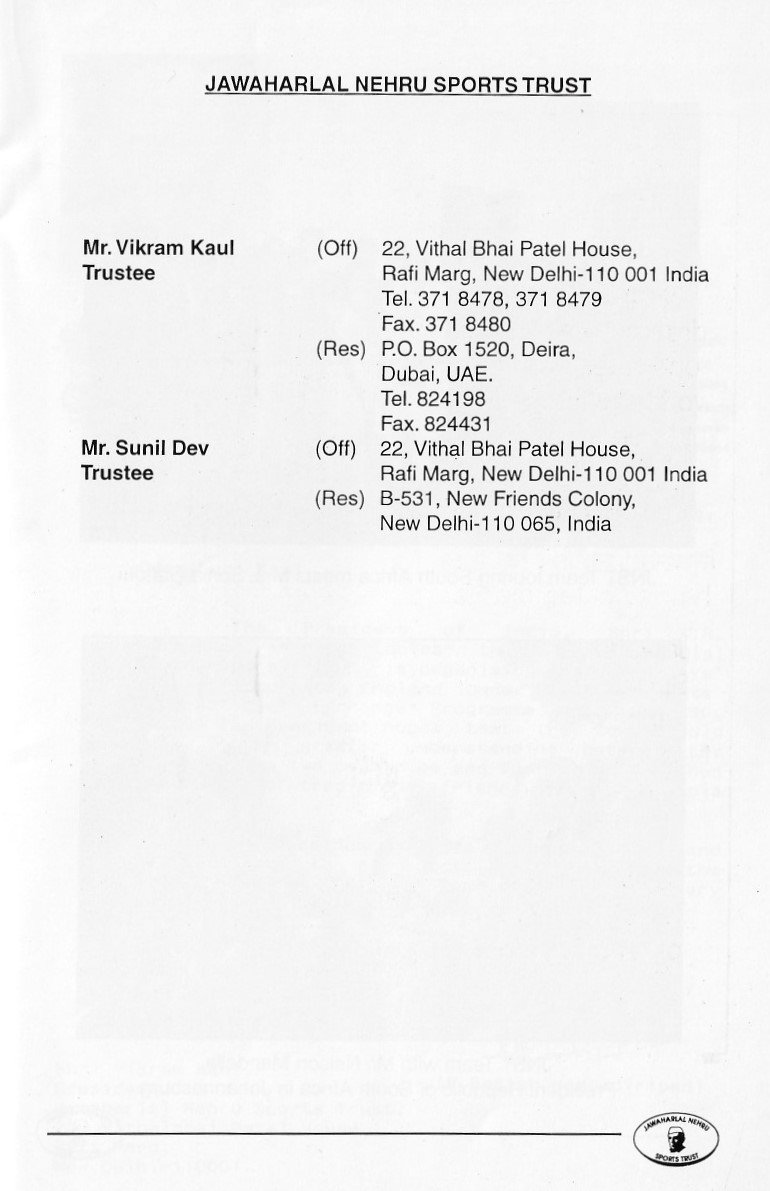 JAWAHARLAL NEHRU SPORTS TRUST
Mr. Vikram Kaul (Off) 22, Vithal Bhai Patel House,
Trustee Rafi Marg, New Delhi-110 001 India
Tel. 371 8478, 371 8479
Fax. 371 8480
(Res) P.O. Box 1520, Deira,
Dubai, UAE.
Tel. 824198
Fax. 824431
Mr. Sunil Dev (Off) 22, Vithal Bhai Patel House,
Trustee Rafi Marg, New Delhi-110 001 India
(Res) B-531, New Friends Colony,
New Delhi-110 065, India
JAWAHARLAL NEHRU
SPORTS TRUST